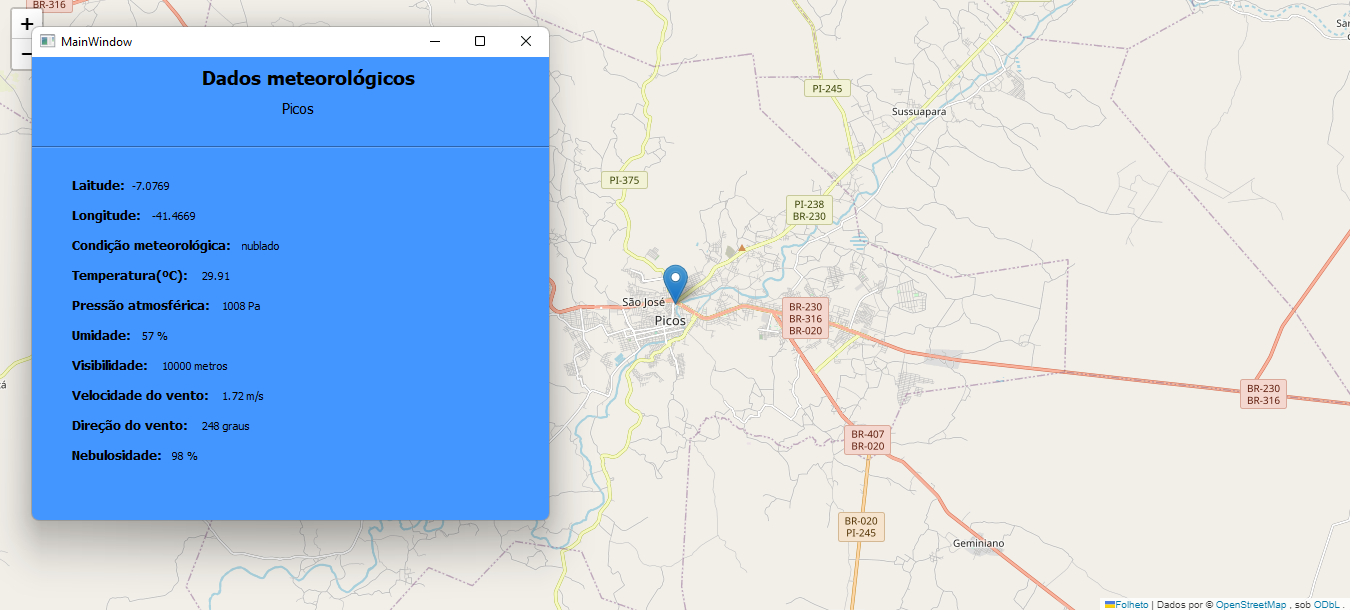 BR-316
+
MainWindow
Dados meteorológicos
Picos
Laitude: -7.0769
Longitude: -41.4669
Condição meteorológica: nublado
Temperatura(ºC): 29.91
Pressão atmosférica: 1008 Pa
Umidade: 57 %
Visibilidade: 10000 metros
Velocidade do vento: 1.72 m/s
Direção do vento: 248 graus
Nebulosidade: 98 %
PI-245
Sussuapara
PI-375
PI-238
BR-230
São José
Picos
BR-230
BR-316
BR-020
BR-230
BR-316
BR-407
BR-020
BR-020
PI-245
Geminiano
Folheto | Dados por © OpenStreetMap , sob ODbL .